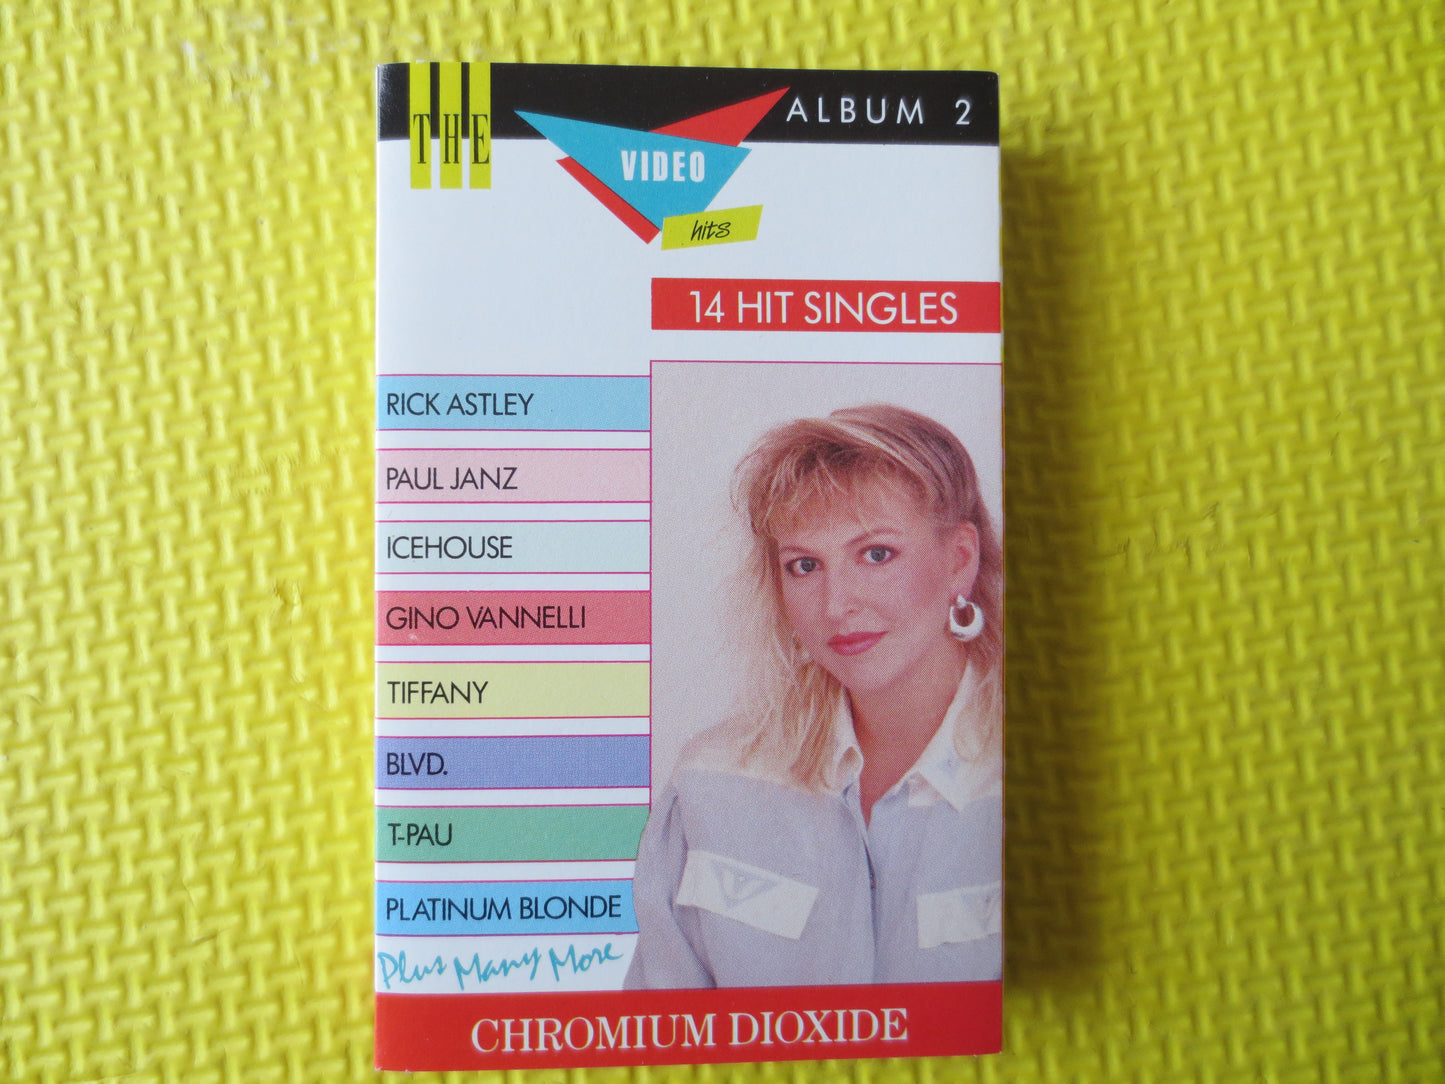 THE
VIDEO
hits
ALBUM 2
14 HIT SINGLES
RICK ASTLEY
PAUL JANZ
ICEHOUSE
GINO VANNELLI
TIFFANY
BLVD.
T-PAU
PLATINUM BLONDE
Plus Many More
CHROMIUM DIOXIDE